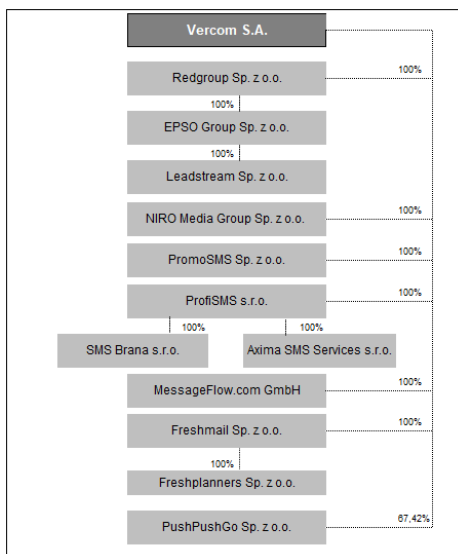 Vercom S.A.
Redgroup Sp. z o.o.
100%
100%
EPSO Group Sp. z o.o.
100%
Leadstream Sp. z o.o.
NIRO Media Group Sp. z o.o.
100%
PromoSMS Sp. z o.o.
100%
ProfiSMS s.r.o.
100%
100%
100%
SMS Brana s.r.o.
Axima SMS Services s.r.o.
MessageFlow.com GmbH
100%
Freshmail Sp. z o.o.
100%
100%
Freshplanners Sp. z o.o.
PushPushGo Sp. z o.o.
67,42%